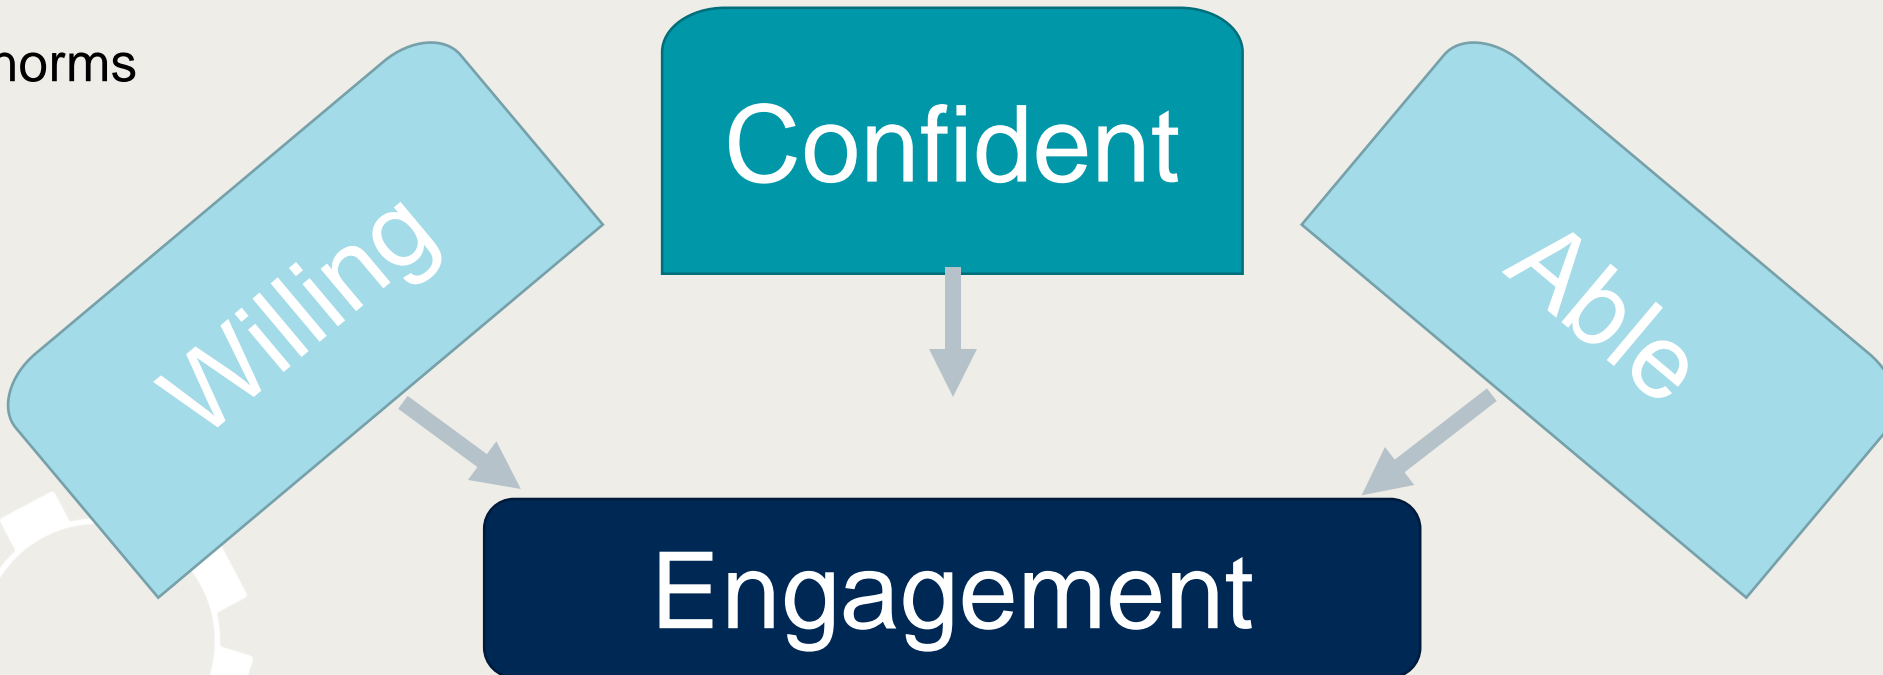 norms
Confident
Willing
Able
Engagement